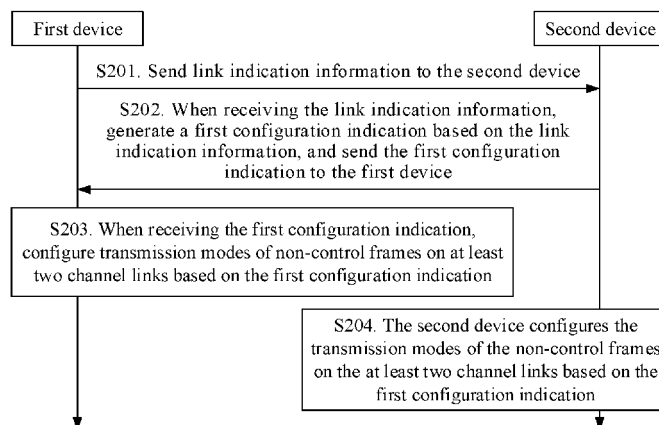 First device
Second device
S201. Send link indication information to the second device
S202. When receiving the link indication information,
generate a first configuration indication based on the link
indication information, and send the first configuration
indication to the first device
S203. When receiving the first configuration indication,
configure transmission modes of non-control frames on at least
two channel links based on the first configuration indication
S204. The second device configures the
transmission modes of the non-control frames
on the at least two channel links based on the
first configuration indication